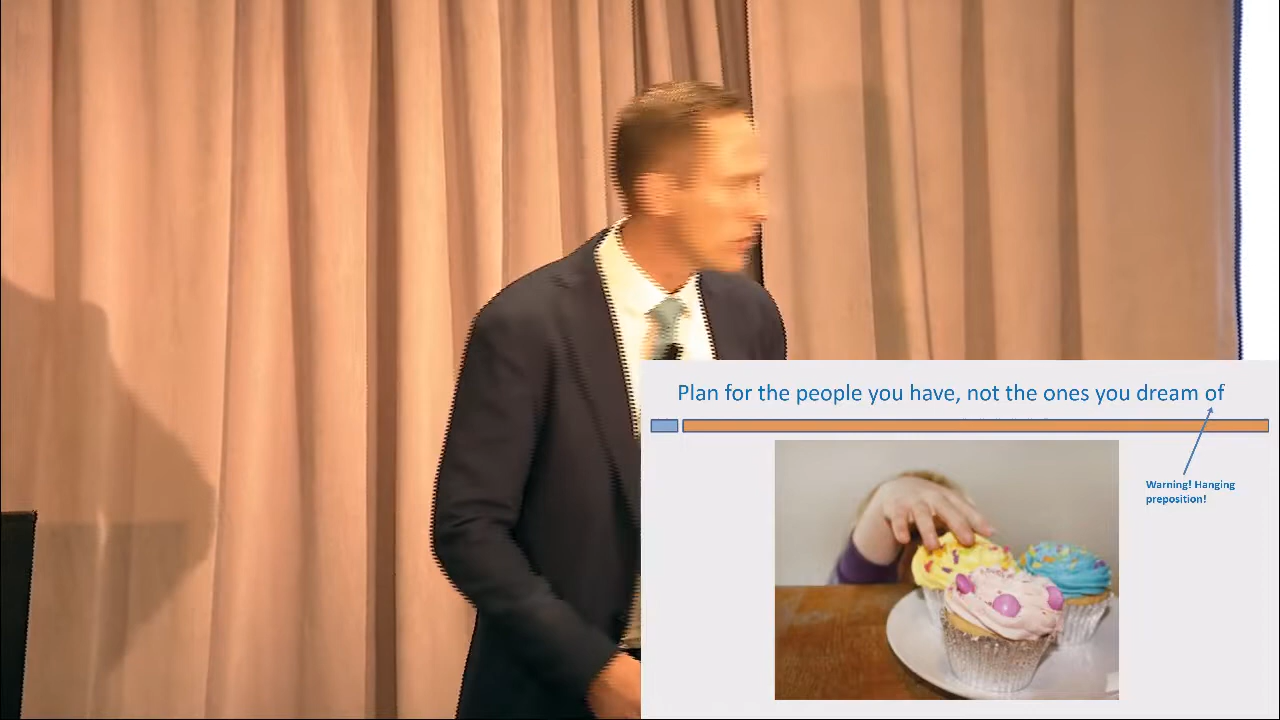 Plan for the people you have, not the ones you dream of
Warning! Hanging
preposition!